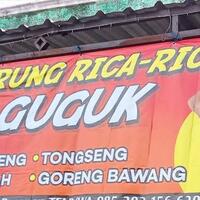 RUNG RICA-RIC
GUGUK
ENG • TONGSENG
H • GORENG BAWANG